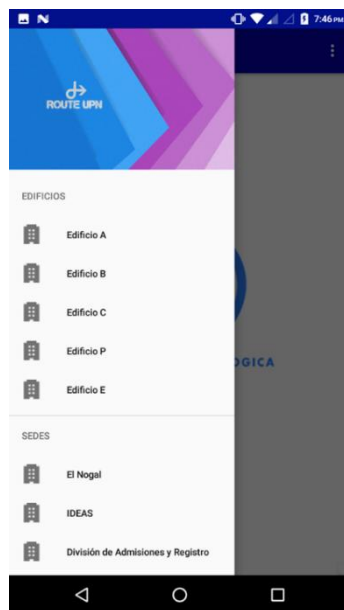 7:46 PM
ROUTE UPN
EDIFICIOS
Edificio A
Edificio B
Edificio C
Edificio P
OGICA
Edificio E
SEDES
El Nogal
IDEAS
División de Admisiones y Registro